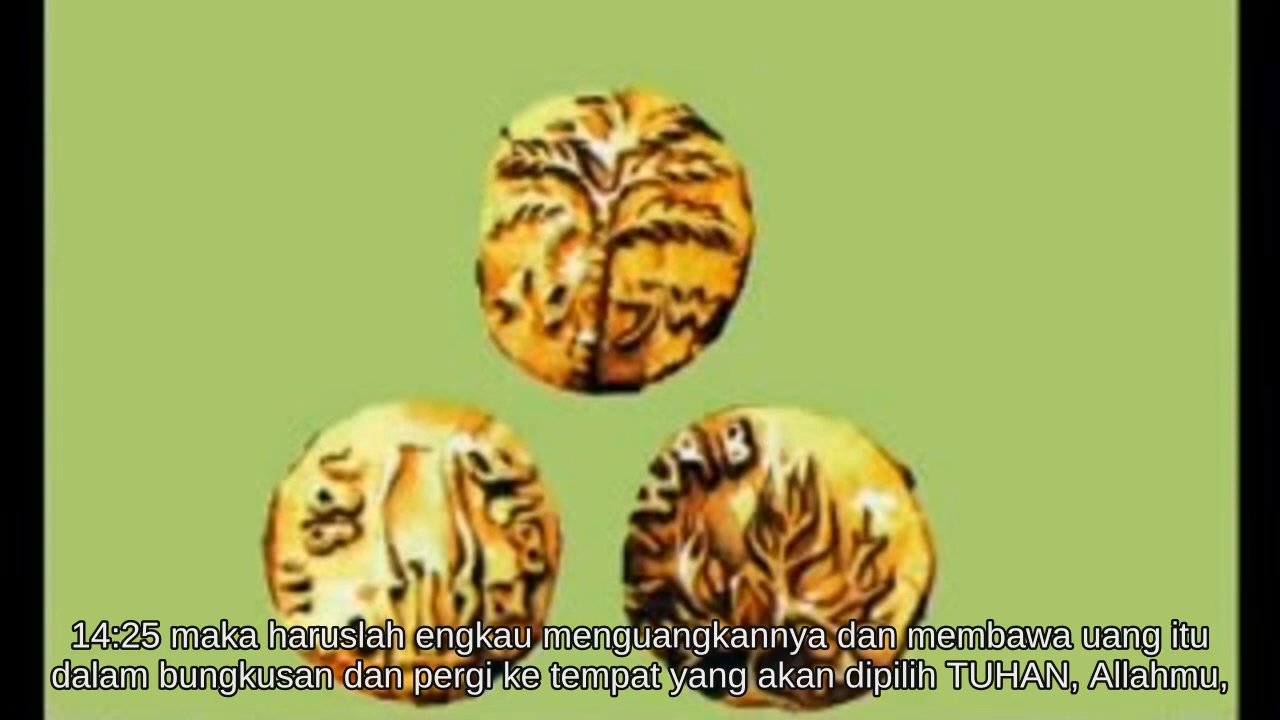 14:25 maka haruslah engkau menguangkannya dan membawa uang itu
dalam bungkusan dan pergi ke tempat yang akan dipilih TUHAN, Allahmu,